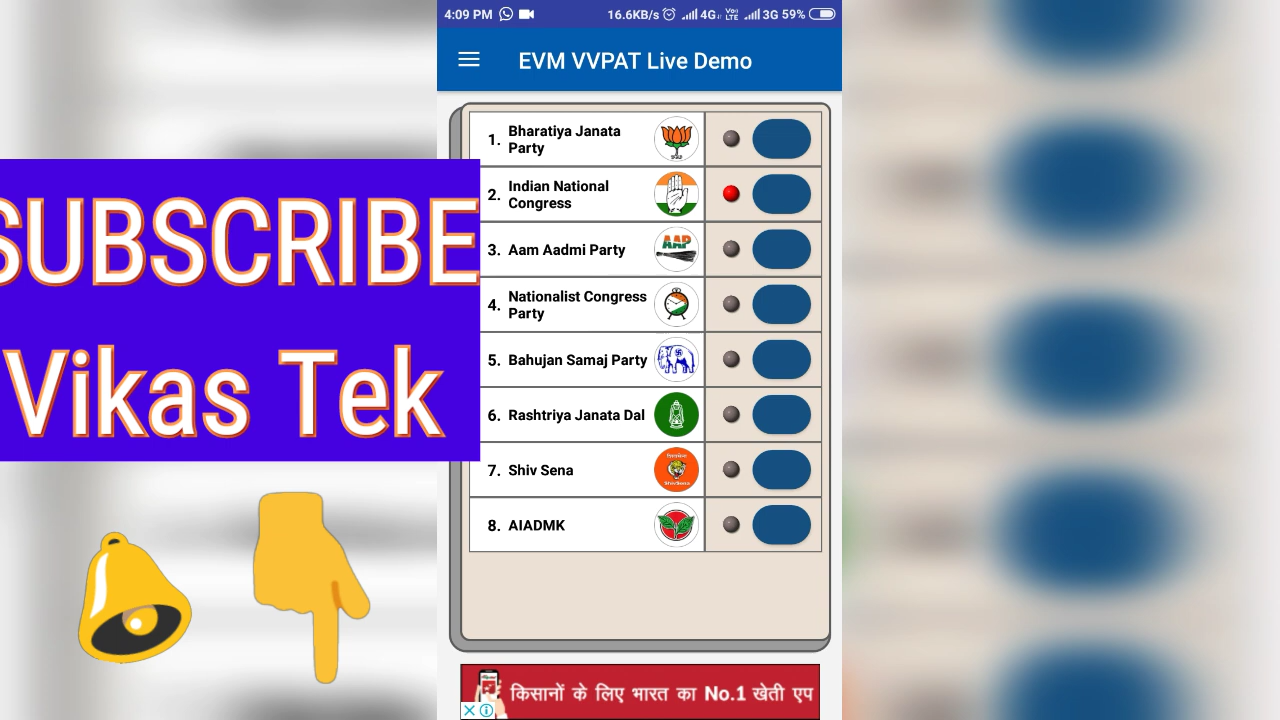 4:09 PM 16.6KB/s 4G VoLTE 3G 59%
EVM VVPAT Live Demo
SUBSCRIBE
Vikas Tek
1. Bharatiya Janata
Party
2. Indian National
Congress
3. Aam Aadmi Party
AAP
4. Nationalist Congress
Party
5. Bahujan Samaj Party
6. Rashtriya Janata Dal
7. Shiv Sena
ShivSena
8. AIADMK
किसानों के लिए भारत का No.1 खेती एप